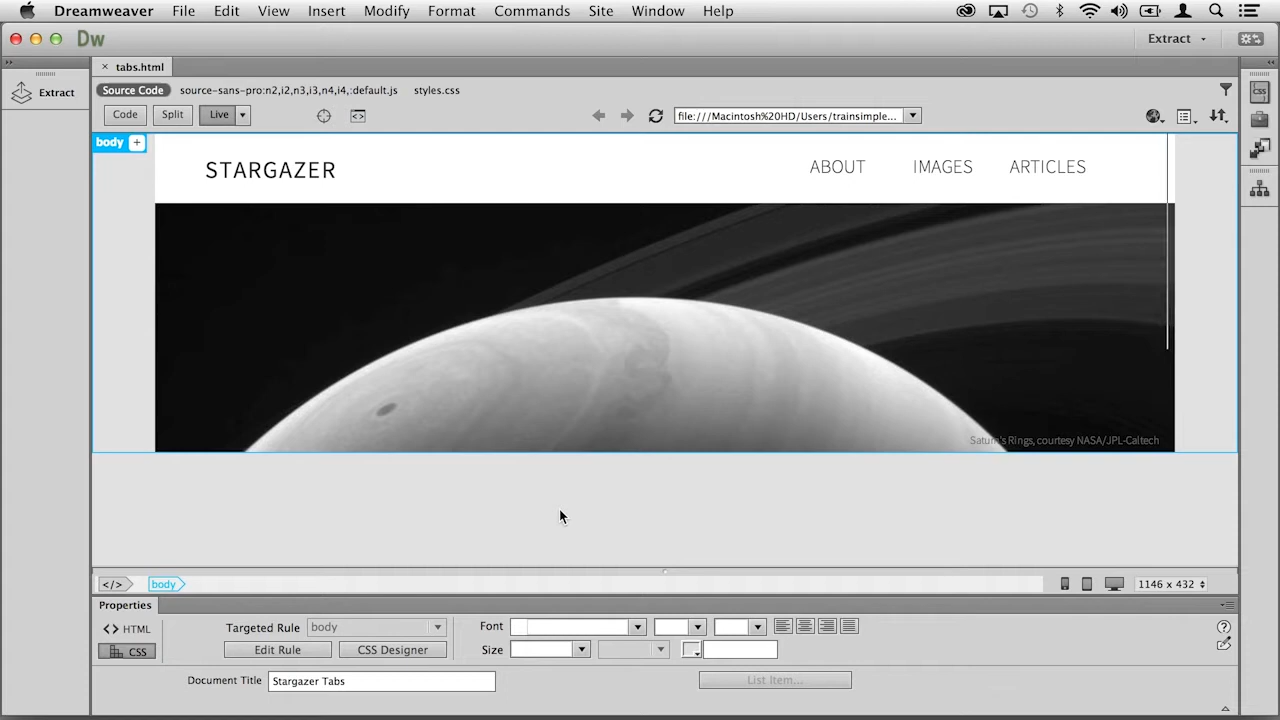 Dreamweaver File Edit View Insert Modify Format Commands Site Window Help
Dw Extract
tabs.html
Extract
Source Code source-sans-pro:n2,i2,n3,i3,n4,i4,:default.js styles.css
CSS
Code Split Live file:///Macintosh%20HD/Users/trainsimple...
body +
STARGAZER ABOUT IMAGES ARTICLES
Saturn's Rings, courtesy NASA/JPL-Caltech
</> body 1146 x 432
Properties
<> HTML Targeted Rule body Font
CSS Edit Rule CSS Designer Size
Document Title Stargazer Tabs List Item...